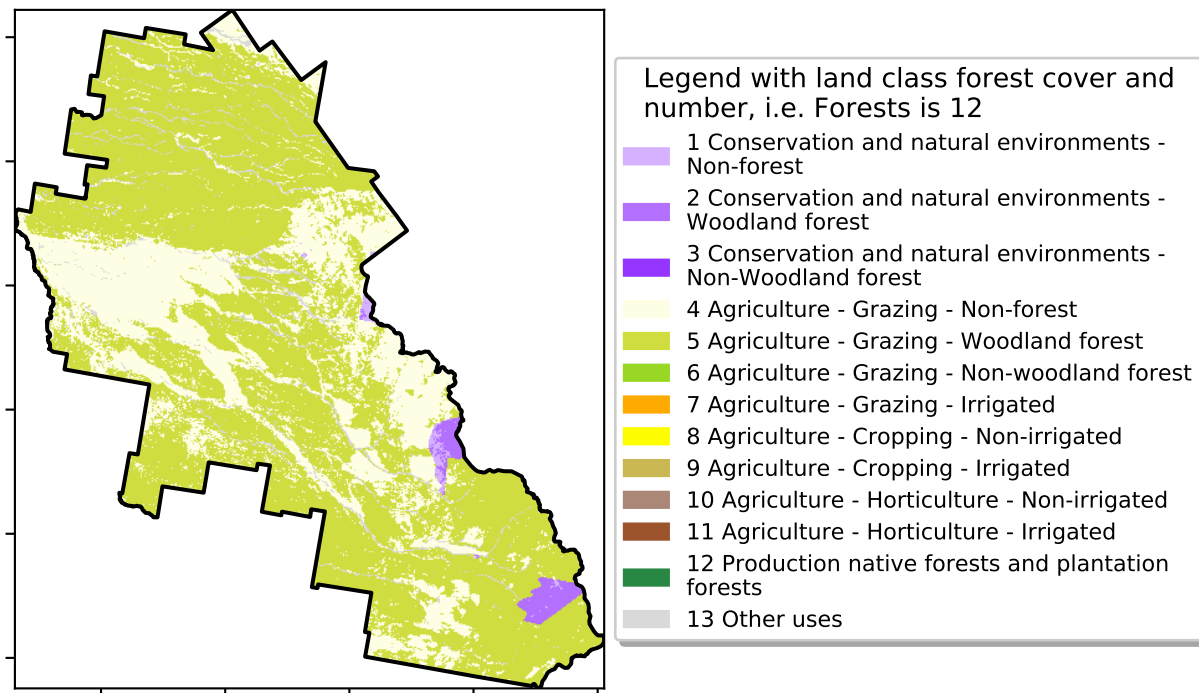 Legend with land class forest cover and
number, i.e. Forests is 12
1 Conservation and natural environments -
Non-forest
2 Conservation and natural environments -
Woodland forest
3 Conservation and natural environments -
Non-Woodland forest
4 Agriculture - Grazing - Non-forest
5 Agriculture - Grazing - Woodland forest
6 Agriculture - Grazing - Non-woodland forest
7 Agriculture - Grazing - Irrigated
8 Agriculture - Cropping - Non-irrigated
9 Agriculture - Cropping - Irrigated
10 Agriculture - Horticulture - Non-irrigated
11 Agriculture - Horticulture - Irrigated
12 Production native forests and plantation
forests
13 Other uses